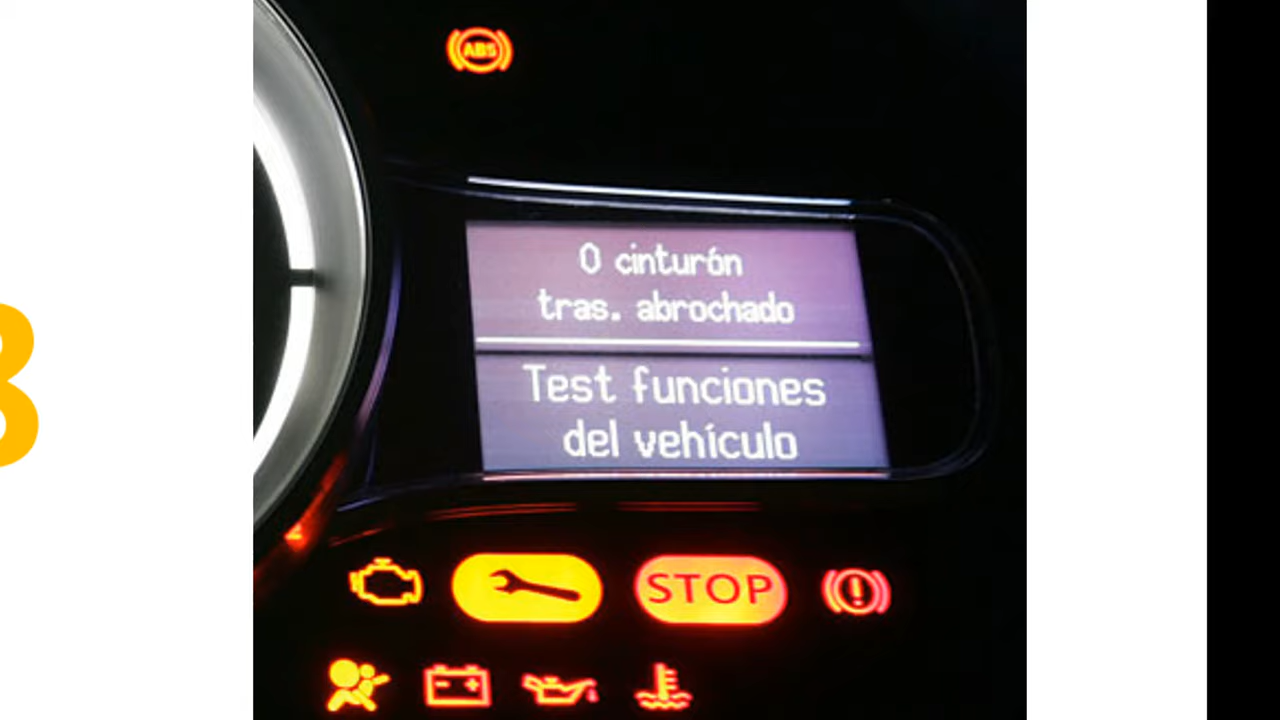 ABS
0 cinturón
tras. abrochado
Test funciones
del vehículo
STOP